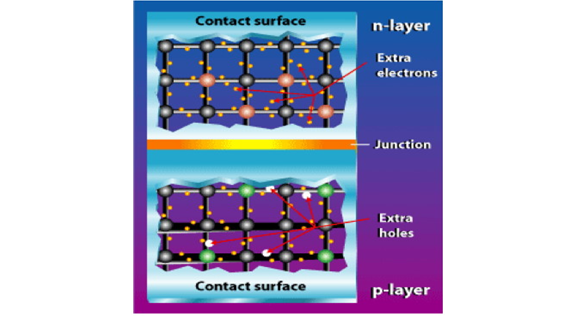 Contact surface
n-layer
Extra
electrons
Junction
Extra
holes
Contact surface
p-layer